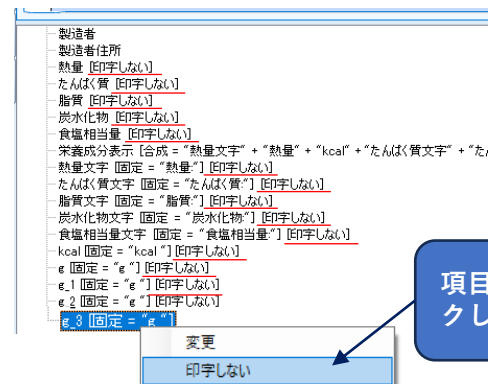 製造者
製造者住所
熱量 [印字しない]
たんぱく質 [印字しない]
脂質 [印字しない]
炭水化物 [印字しない]
食塩相当量 [印字しない]
栄養成分表示 [合成 = "熱量文字" + "熱量" + "kcal" + "たんぱく質文字" + "た
熱量文字 [固定 = "熱量:"] [印字しない]
たんぱく質文字 [固定 = "たんぱく質:"] [印字しない]
脂質文字 [固定 = "脂質:"] [印字しない]
炭水化物文字 [固定 = "炭水化物:"] [印字しない]
食塩相当量文字 [固定 = "食塩相当量:"] [印字しない]
kcal [固定 = "kcal "] [印字しない]
g [固定 = "g "] [印字しない]
g_1 [固定 = "g "] [印字しない]
g_2 [固定 = "g "] [印字しない]
g_3 [固定 = "g "]
変更
印字しない
項目
クし